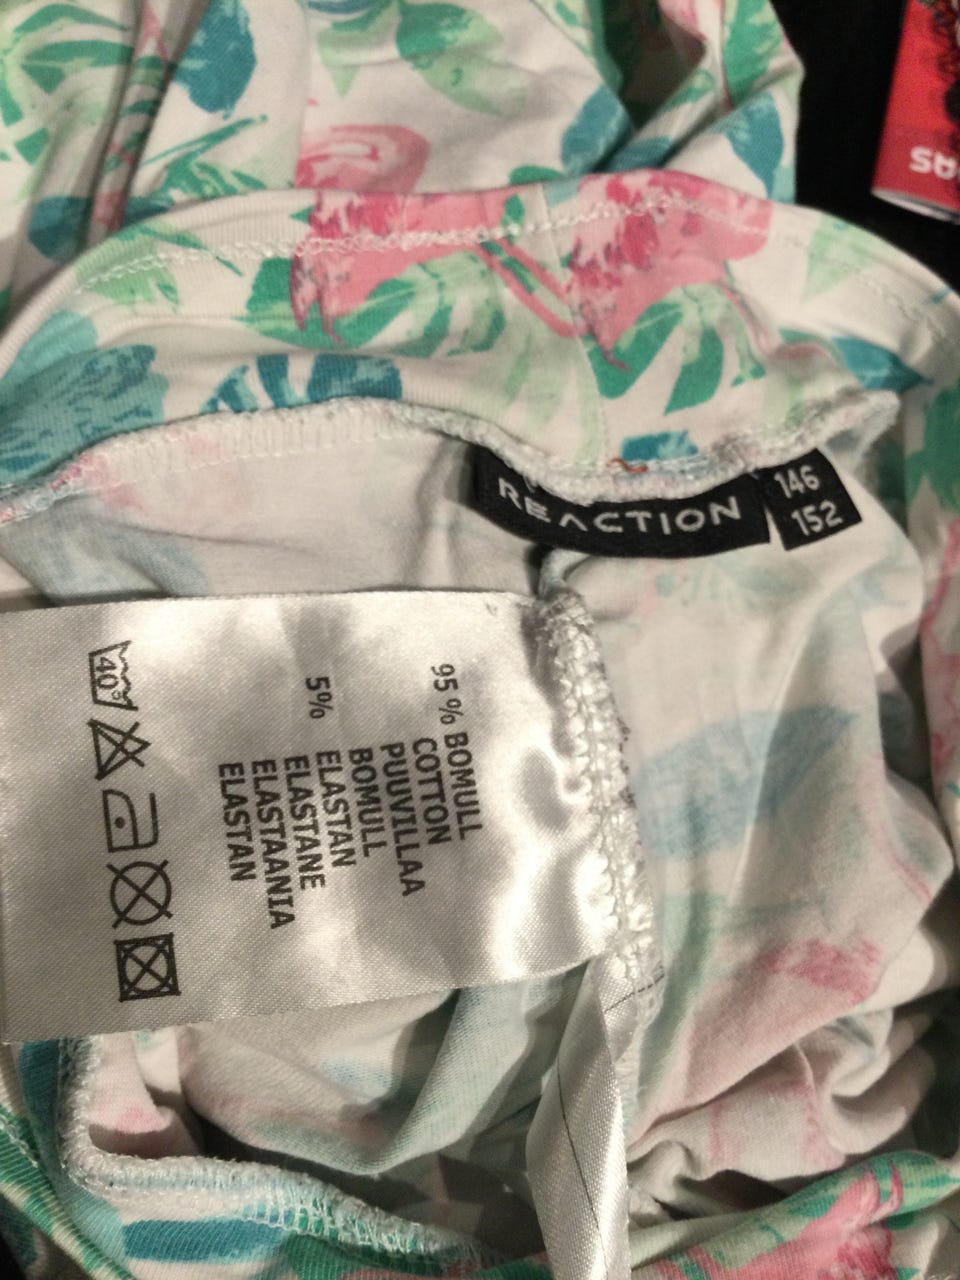 REACTION
146
152
95 % BOMULL
COTTON
PUUVILLAA
BOMULL
5% ELASTAN
ELASTANE
ELASTAANIA
ELASTAN
40°